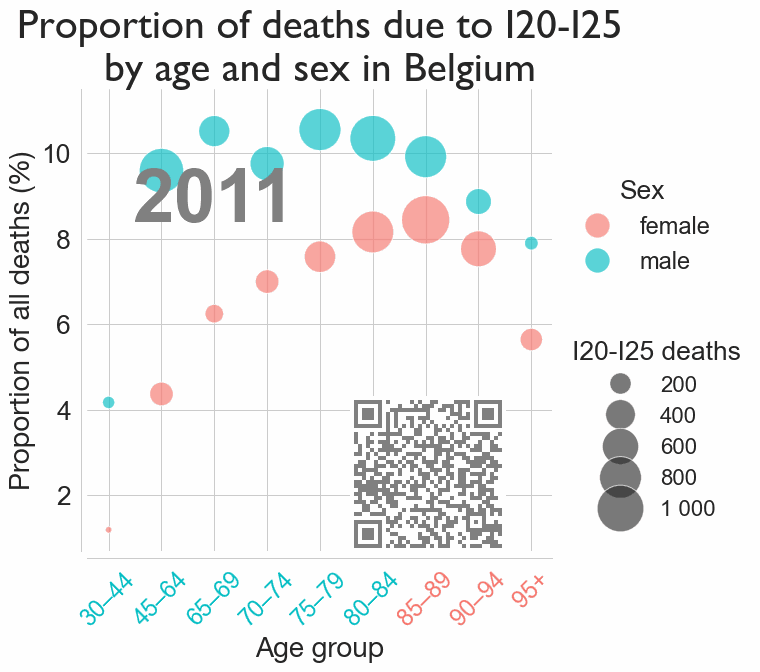 Proportion of deaths due to I20-I25
by age and sex in Belgium
Proportion of all deaths (%)
10
8
6
4
2
2011
30–44
45–64
65–69
70–74
75–79
80–84
85–89
90–94
95+
Age group
Sex
female
male
I20-I25 deaths
200
400
600
800
1 000